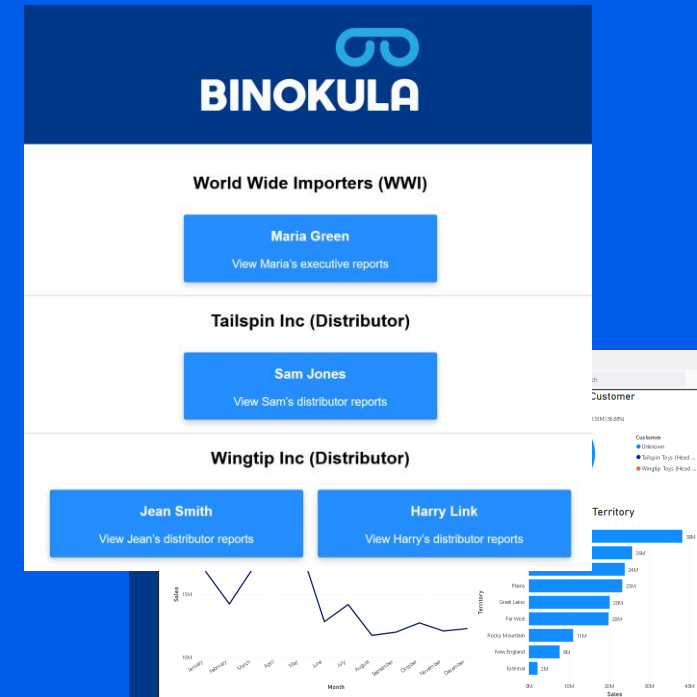 BINOKULA
World Wide Importers (WWI)
Maria Green
View Maria's executive reports
Tailspin Inc (Distributor)
Sam Jones
View Sam's distributor reports
Wingtip Inc (Distributor)
Jean Smith
View Jean's distributor reports
Harry Link
View Harry's distributor reports
Customer
Customer
Unknown
Tailspin Toys (Head ...
Wingtip Toys (Head ...
Territory
38M
26M
24M
Plains
23M
Great Lakes
20M
Far West
20M
Rocky Mountain
11M
New England
8M
External
2M
0M
10M
20M
30M
40M
Sales
Territory
Sales
15M
10M
January
February
March
April
May
June
July
August
September
October
November
December
Month